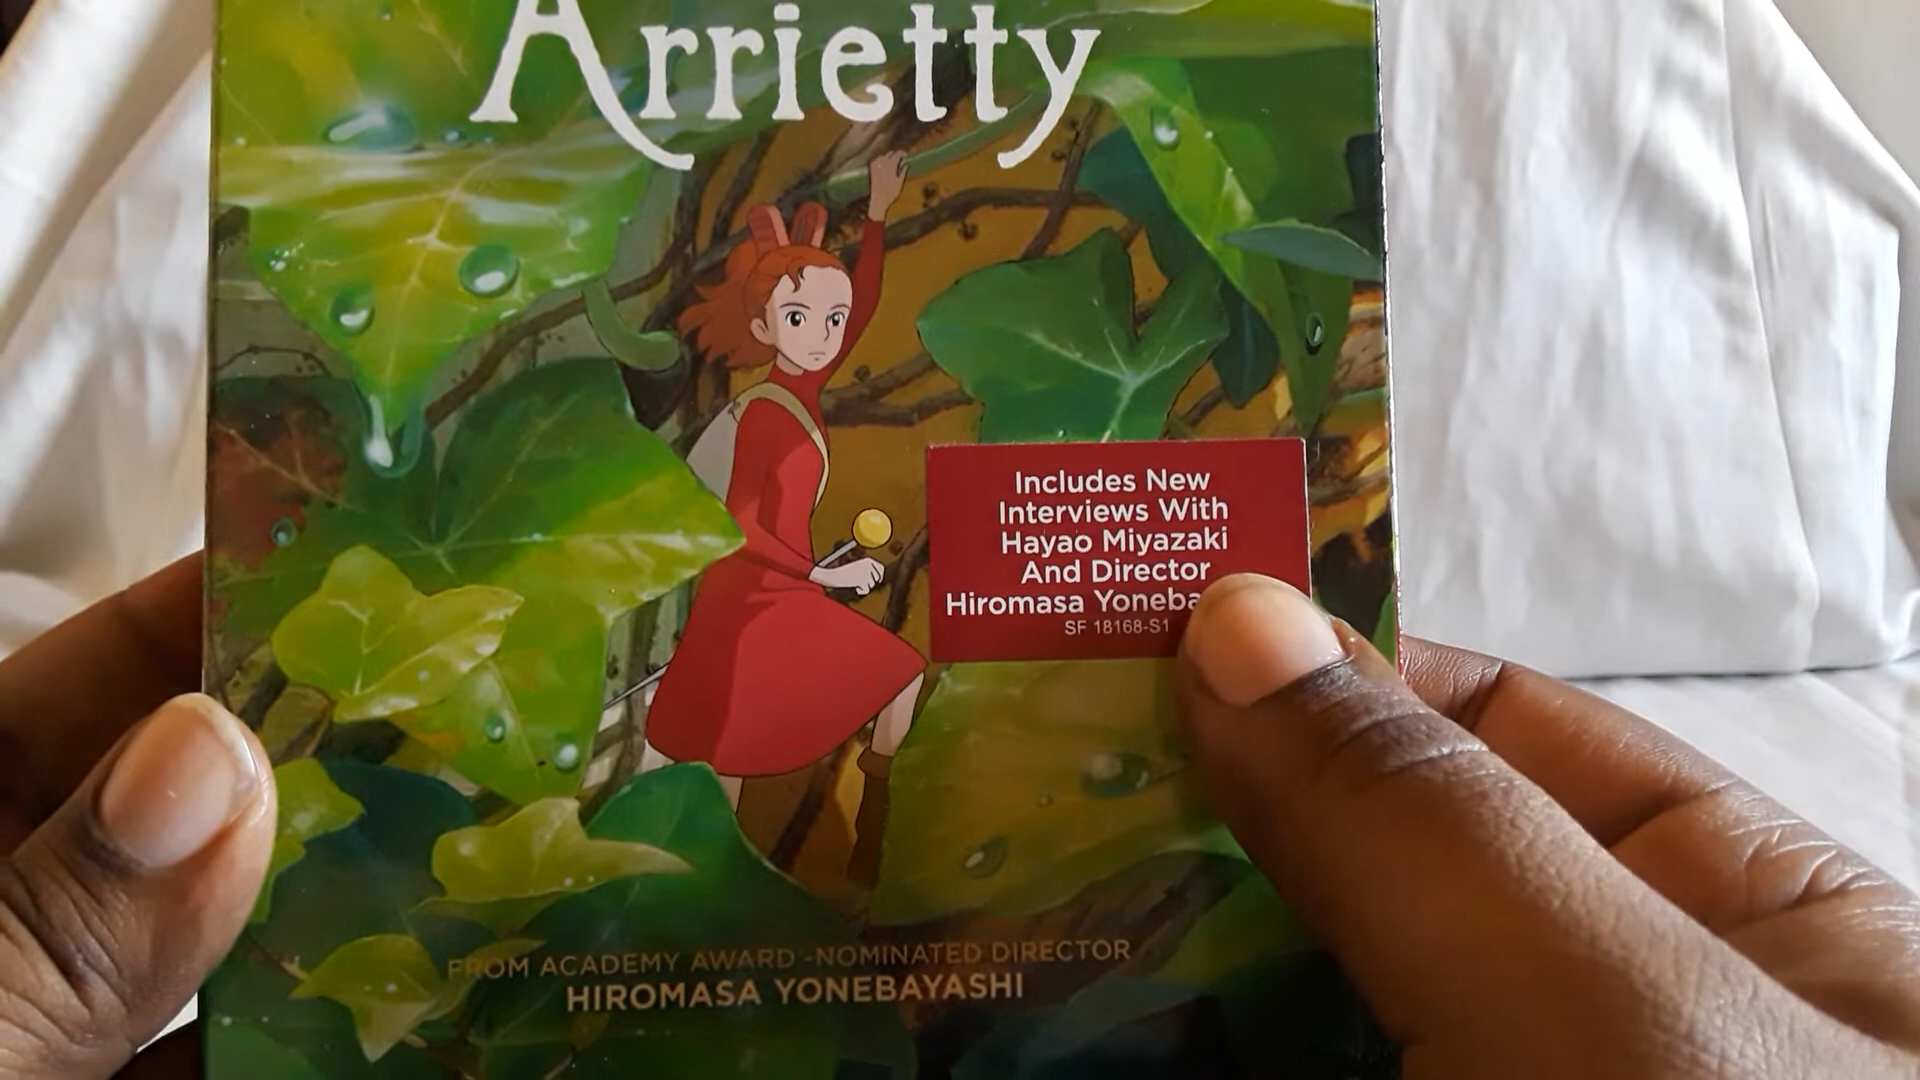 Arrietty
Includes New
Interviews With
Hayao Miyazaki
And Director
Hiromasa Yoneba
SF 18168-S1
FROM ACADEMY AWARD -NOMINATED DIRECTOR
HIROMASA YONEBAYASHI